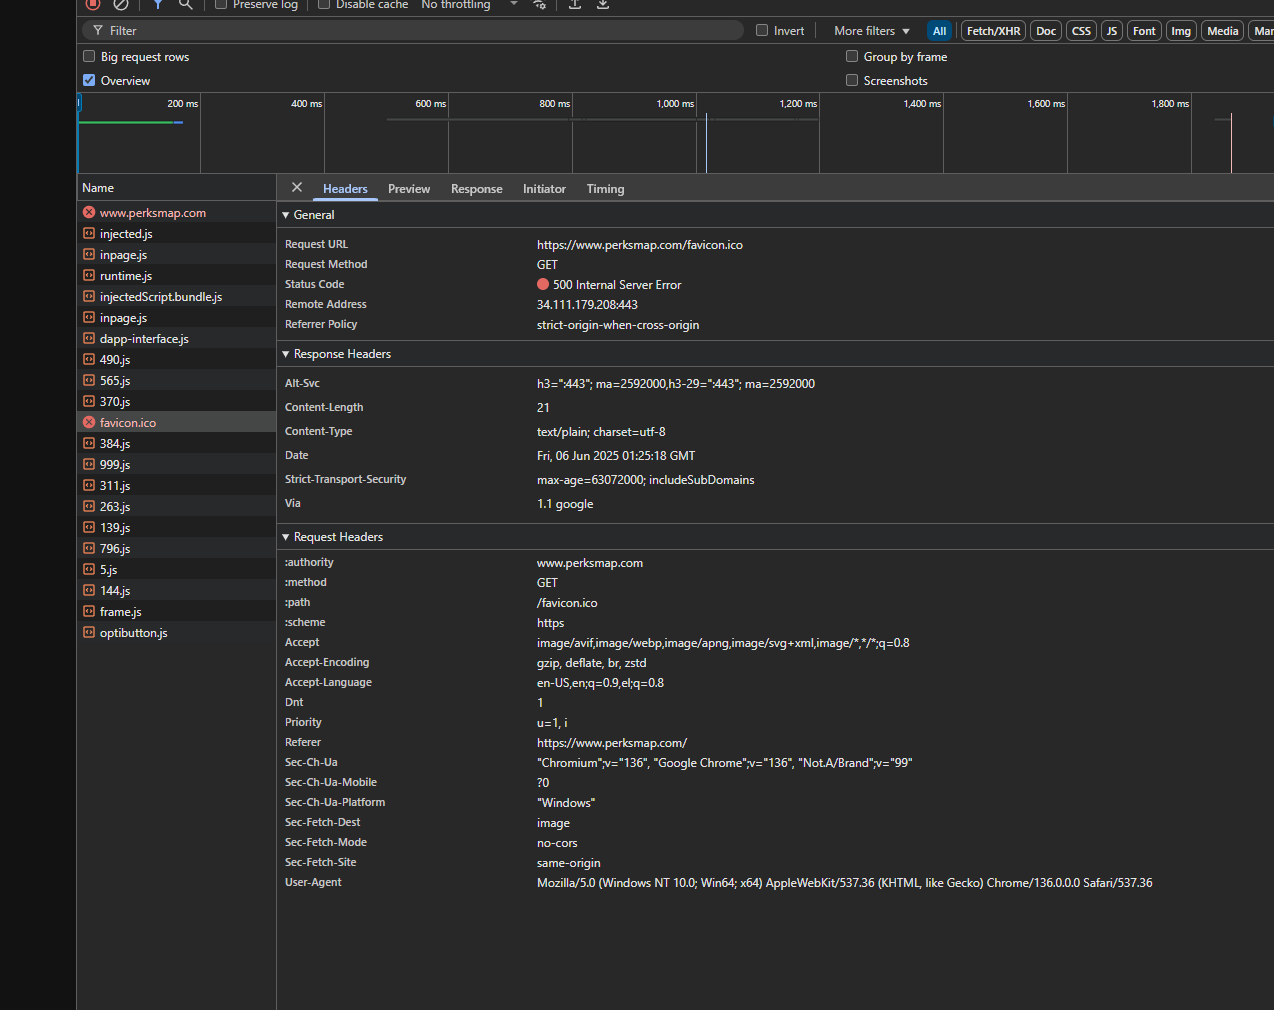 Preserve log Disable cache No throttling
Filter Invert More filters All Fetch/XHR Doc CSS JS Font Img Media Man
Big request rows Group by frame
Overview Screenshots
200 ms 400 ms 600 ms 800 ms 1,000 ms 1,200 ms 1,400 ms 1,600 ms 1,800 ms
Name
www.perksmap.com
injected.js
inpage.js
runtime.js
injectedScript.bundle.js
inpage.js
dapp-interface.js
490.js
565.js
370.js
favicon.ico
384.js
999.js
311.js
263.js
139.js
796.js
5.js
144.js
frame.js
optibutton.js
Headers Preview Response Initiator Timing
General
Request URL https://www.perksmap.com/favicon.ico
Request Method GET
Status Code 500 Internal Server Error
Remote Address 34.111.179.208:443
Referrer Policy strict-origin-when-cross-origin
Response Headers
Alt-Svc h3=":443"; ma=2592000,h3-29=":443"; ma=2592000
Content-Length 21
Content-Type text/plain; charset=utf-8
Date Fri, 06 Jun 2025 01:25:18 GMT
Strict-Transport-Security max-age=63072000; includeSubDomains
Via 1.1 google
Request Headers
:authority www.perksmap.com
:method GET
:path /favicon.ico
:scheme https
Accept image/avif,image/webp,image/apng,image/svg+xml,image/*,*/*;q=0.8
Accept-Encoding gzip, deflate, br, zstd
Accept-Language en-US,en;q=0.9,el;q=0.8
Dnt 1
Priority u=1, i
Referer https://www.perksmap.com/
Sec-Ch-Ua "Chromium";v="136", "Google Chrome";v="136", "Not.A/Brand";v="99"
Sec-Ch-Ua-Mobile ?0
Sec-Ch-Ua-Platform "Windows"
Sec-Fetch-Dest image
Sec-Fetch-Mode no-cors
Sec-Fetch-Site same-origin
User-Agent Mozilla/5.0 (Windows NT 10.0; Win64; x64) AppleWebKit/537.36 (KHTML, like Gecko) Chrome/136.0.0.0 Safari/537.36